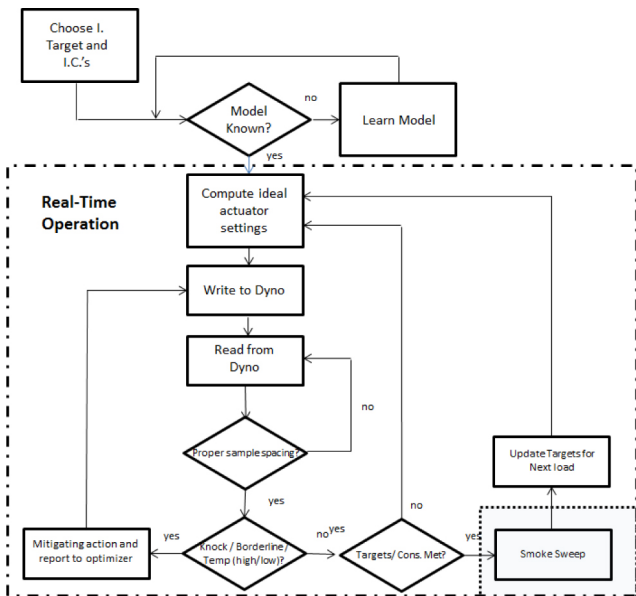 Choose I.
Target and
I.C.'s
no
Model
Known?
Learn Model
yes
Real-Time
Operation
Compute ideal
actuator
settings
Write to Dyno
Read from
Dyno
no
Proper sample spacing?
Update Targets for
Next load
yes
no
yes
Knock / Borderline /
Temp (high/low)?
Mitigating action and
report to optimizer
no
yes
Targets/ Cons. Met?
yes
Smoke Sweep